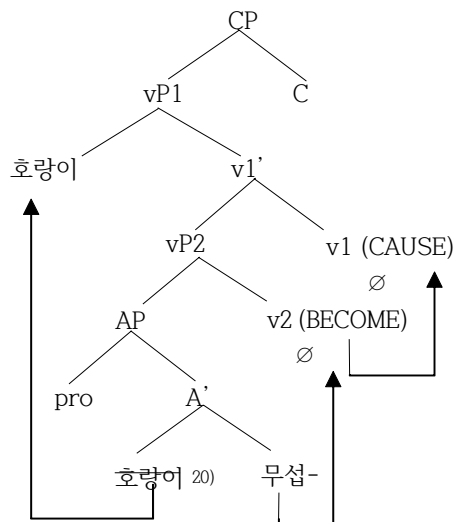 CP
vP1 C
호랑이 v1’
vP2 v1 (CAUSE)
∅
AP v2 (BECOME)
∅
pro A’
호랑이 20) 무섭-